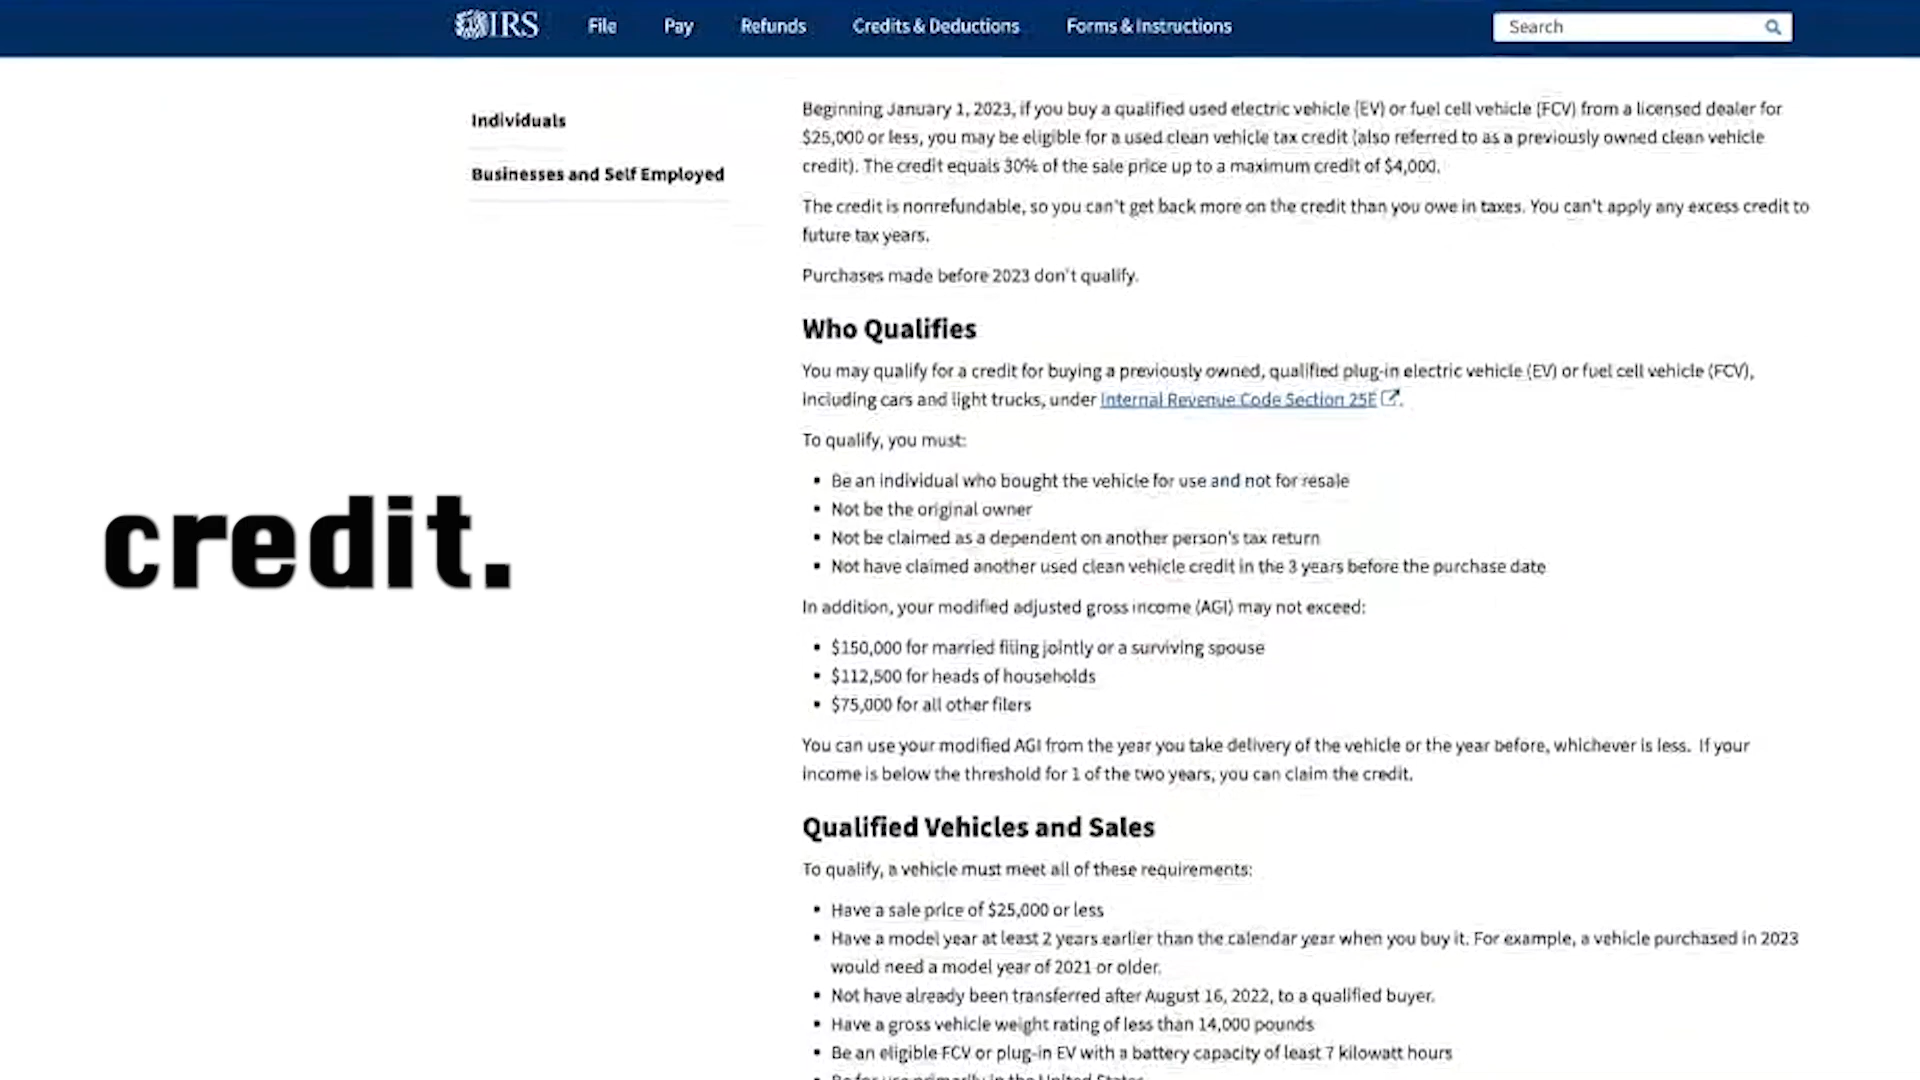 IRS File Pay Refunds Credits & Deductions Forms & Instructions Search
Individuals
Businesses and Self Employed
credit.
Beginning January 1, 2023, if you buy a qualified used electric vehicle (EV) or fuel cell vehicle (FCV) from a licensed dealer for
$25,000 or less, you may be eligible for a used clean vehicle tax credit (also referred to as a previously owned clean vehicle
credit). The credit equals 30% of the sale price up to a maximum credit of $4,000.
The credit is nonrefundable, so you can't get back more on the credit than you owe in taxes. You can't apply any excess credit to
future tax years.
Purchases made before 2023 don't qualify.
Who Qualifies
You may qualify for a credit for buying a previously owned, qualified plug-in electric vehicle (EV) or fuel cell vehicle (FCV),
including cars and light trucks, under Internal Revenue Code Section 25E.
To qualify, you must:
▪ Be an individual who bought the vehicle for use and not for resale
▪ Not be the original owner
▪ Not be claimed as a dependent on another person's tax return
▪ Not have claimed another used clean vehicle credit in the 3 years before the purchase date
In addition, your modified adjusted gross income (AGI) may not exceed:
▪ $150,000 for married filing jointly or a surviving spouse
▪ $112,500 for heads of households
▪ $75,000 for all other filers
You can use your modified AGI from the year you take delivery of the vehicle or the year before, whichever is less. If your
income is below the threshold for 1 of the two years, you can claim the credit.
Qualified Vehicles and Sales
To qualify, a vehicle must meet all of these requirements:
▪ Have a sale price of $25,000 or less
▪ Have a model year at least 2 years earlier than the calendar year when you buy it. For example, a vehicle purchased in 2023
would need a model year of 2021 or older.
▪ Not have already been transferred after August 16, 2022, to a qualified buyer.
▪ Have a gross vehicle weight rating of less than 14,000 pounds
▪ Be an eligible FCV or plug-in EV with a battery capacity of least 7 kilowatt hours
▪ Be for use primarily in the United States